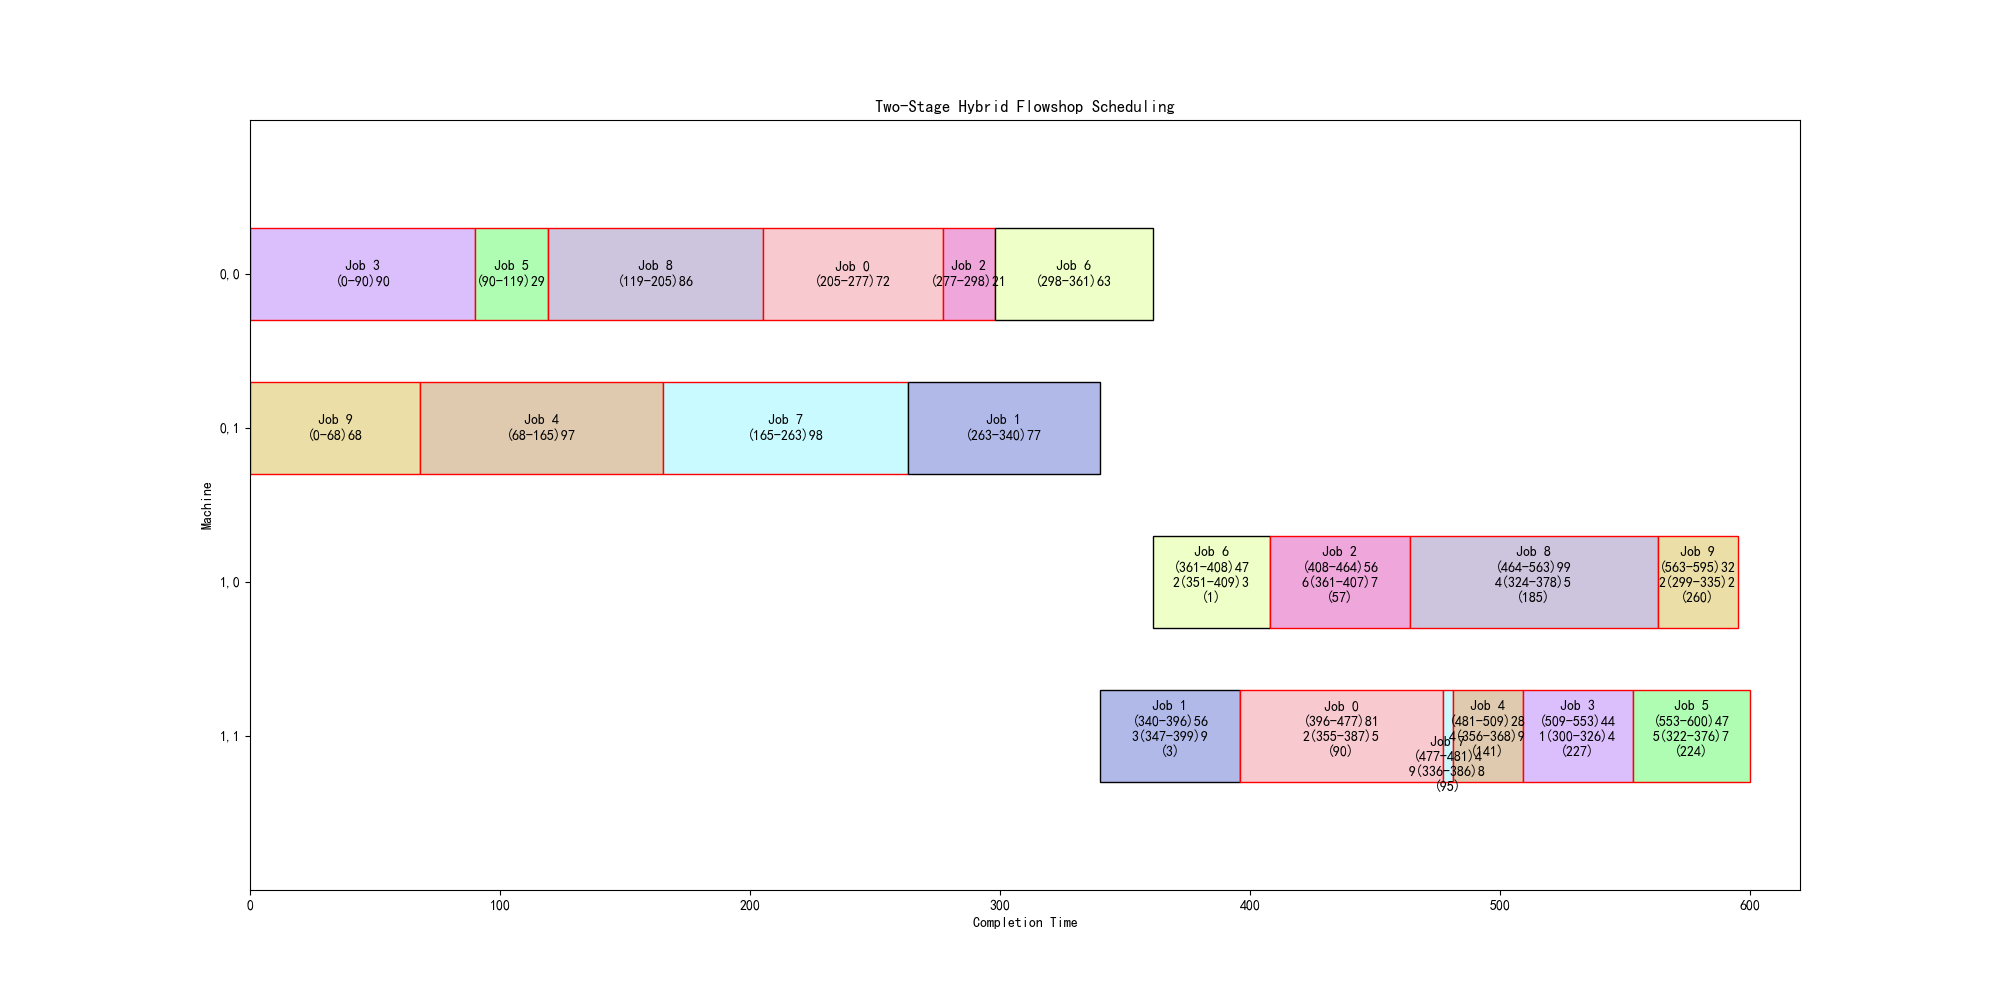 Two-Stage Hybrid Flowshop Scheduling
Machine
0,0
Job 3
(0-90)90
Job 5
(90-119)29
Job 8
(119-205)86
Job 0
(205-277)72
Job 2
(277-298)21
Job 6
(298-361)63
0,1
Job 9
(0-68)68
Job 4
(68-165)97
Job 7
(165-263)98
Job 1
(263-340)77
1,0
Job 6
(361-408)47
2(351-409)3
(1)
Job 2
(408-464)56
6(361-407)7
(57)
Job 8
(464-563)99
4(324-378)5
(185)
Job 9
(563-595)32
2(299-335)2
(260)
1,1
Job 1
(340-396)56
3(347-399)9
(3)
Job 0
(396-477)81
2(355-387)5
(90)
Job 7
(477-481)4
9(336-386)8
(95)
Job 4
(481-509)28
4(356-368)9
(141)
Job 3
(509-553)44
1(300-326)4
(227)
Job 5
(553-600)47
5(322-376)7
(224)
0
100
200
300
400
500
600
Completion Time